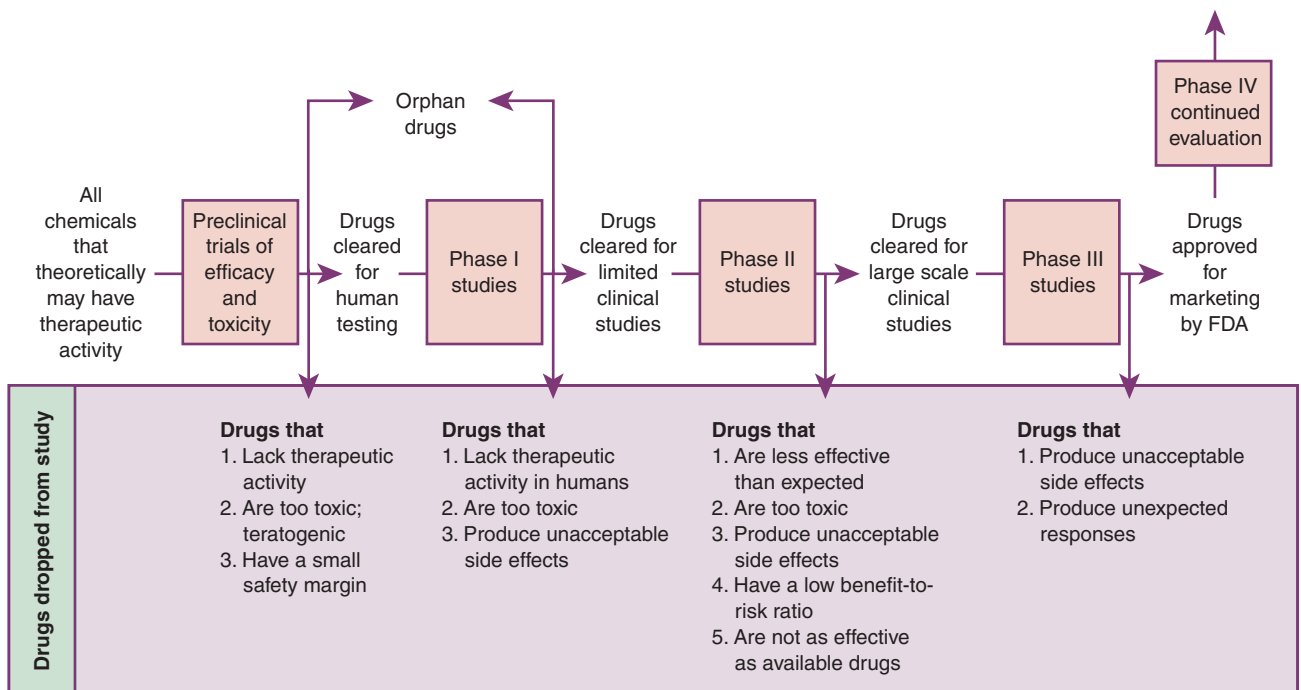 Orphan
drugs
Phase IV
continued
evaluation
All
chemicals
that
theoretically
may have
therapeutic
activity
Preclinical
trials of
efficacy
and
toxicity
Drugs
cleared
for
human
testing
Phase I
studies
Drugs
cleared for
limited
clinical
studies
Phase II
studies
Drugs
cleared for
large scale
clinical
studies
Phase III
studies
Drugs
approved
for
marketing
by FDA
Drugs dropped from study
Drugs that
1. Lack therapeutic
activity
2. Are too toxic;
teratogenic
3. Have a small
safety margin
Drugs that
1. Lack therapeutic
activity in humans
2. Are too toxic
3. Produce unacceptable
side effects
Drugs that
1. Are less effective
than expected
2. Are too toxic
3. Produce unacceptable
side effects
4. Have a low benefit-to-
risk ratio
5. Are not as effective
as available drugs
Drugs that
1. Produce unacceptable
side effects
2. Produce unexpected
responses